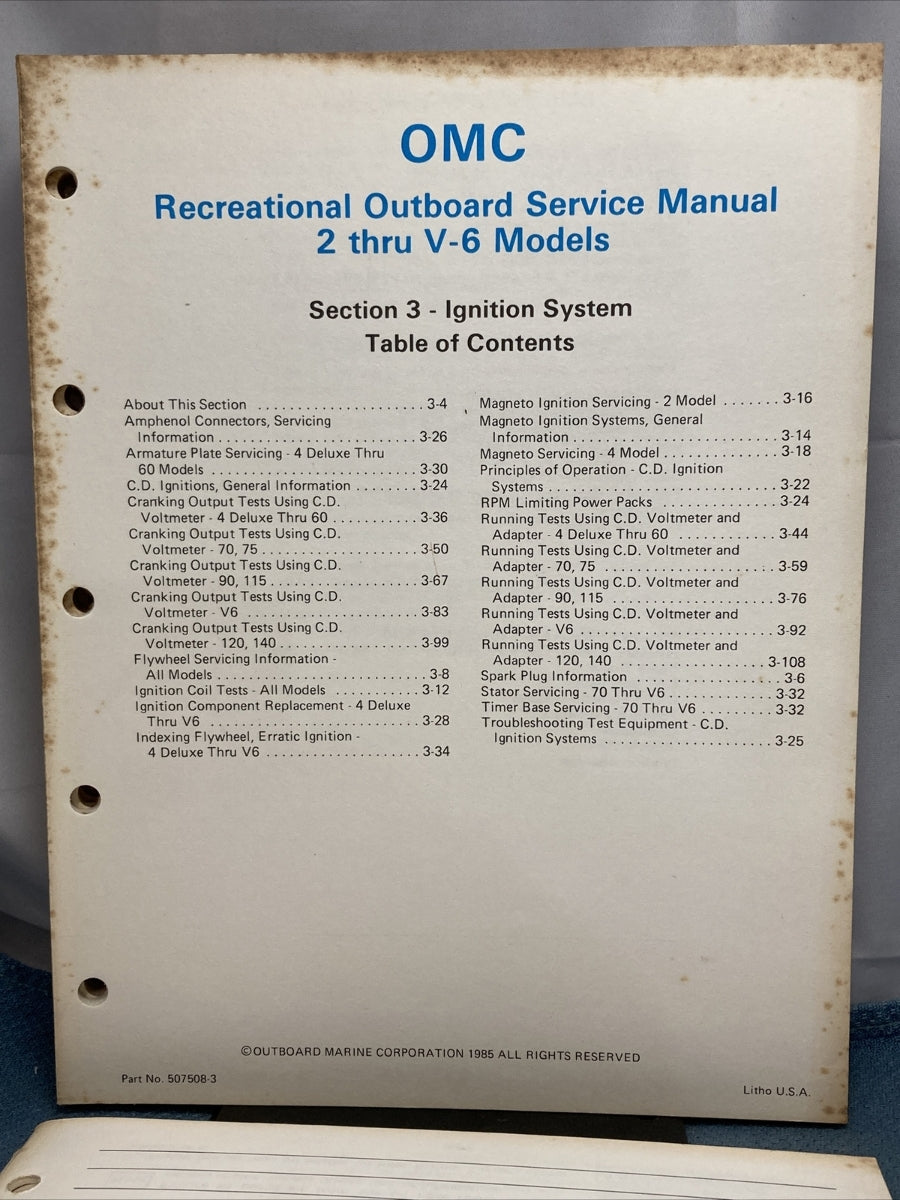 OMC
Recreational Outboard Service Manual
2 thru V-6 Models
Section 3 - Ignition System
Table of Contents
About This Section . . . . . . . . . . . . . . . . . . . . . 3-4
Amphenol Connectors, Servicing
Information . . . . . . . . . . . . . . . . . . . . . . . . . 3-26
Armature Plate Servicing - 4 Deluxe Thru
60 Models . . . . . . . . . . . . . . . . . . . . . . . . . . 3-30
C.D. Ignitions, General Information . . . . . . . . 3-24
Cranking Output Tests Using C.D.
Voltmeter - 4 Deluxe Thru 60 . . . . . . . . . . . 3-36
Cranking Output Tests Using C.D.
Voltmeter - 70, 75 . . . . . . . . . . . . . . . . . . . . 3-50
Cranking Output Tests Using C.D.
Voltmeter - 90, 115 . . . . . . . . . . . . . . . . . . . 3-67
Cranking Output Tests Using C.D.
Voltmeter - V6 . . . . . . . . . . . . . . . . . . . . . . 3-83
Cranking Output Tests Using C.D.
Voltmeter - 120, 140 . . . . . . . . . . . . . . . . . . 3-99
Flywheel Servicing Information -
All Models . . . . . . . . . . . . . . . . . . . . . . . . . . . 3-8
Ignition Coil Tests - All Models . . . . . . . . . . . 3-12
Ignition Component Replacement - 4 Deluxe
Thru V6 . . . . . . . . . . . . . . . . . . . . . . . . . . . 3-28
Indexing Flywheel, Erratic Ignition -
4 Deluxe Thru V6 . . . . . . . . . . . . . . . . . . . . 3-34
Magneto Ignition Servicing - 2 Model . . . . . . . 3-16
Magneto Ignition Systems, General
Information . . . . . . . . . . . . . . . . . . . . . . . . . . 3-14
Magneto Servicing - 4 Model . . . . . . . . . . . . . . 3-18
Principles of Operation - C.D. Ignition
Systems . . . . . . . . . . . . . . . . . . . . . . . . . . . . . 3-22
RPM Limiting Power Packs . . . . . . . . . . . . . . 3-24
Running Tests Using C.D. Voltmeter and
Adapter - 4 Deluxe Thru 60 . . . . . . . . . . . . 3-44
Running Tests Using C.D. Voltmeter and
Adapter - 70, 75 . . . . . . . . . . . . . . . . . . . . . . 3-59
Running Tests Using C.D. Voltmeter and
Adapter - 90, 115 . . . . . . . . . . . . . . . . . . . . . 3-76
Running Tests Using C.D. Voltmeter and
Adapter - V6 . . . . . . . . . . . . . . . . . . . . . . . . . 3-92
Running Tests Using C.D. Voltmeter and
Adapter - 120, 140 . . . . . . . . . . . . . . . . . . 3-108
Spark Plug Information . . . . . . . . . . . . . . . . . . 3-6
Stator Servicing - 70 Thru V6 . . . . . . . . . . . . . 3-32
Timer Base Servicing - 70 Thru V6 . . . . . . . . . 3-32
Troubleshooting Test Equipment - C.D.
Ignition Systems . . . . . . . . . . . . . . . . . . . . . . 3-25
©OUTBOARD MARINE CORPORATION 1985 ALL RIGHTS RESERVED
Part No. 507508-3
Litho U.S.A.